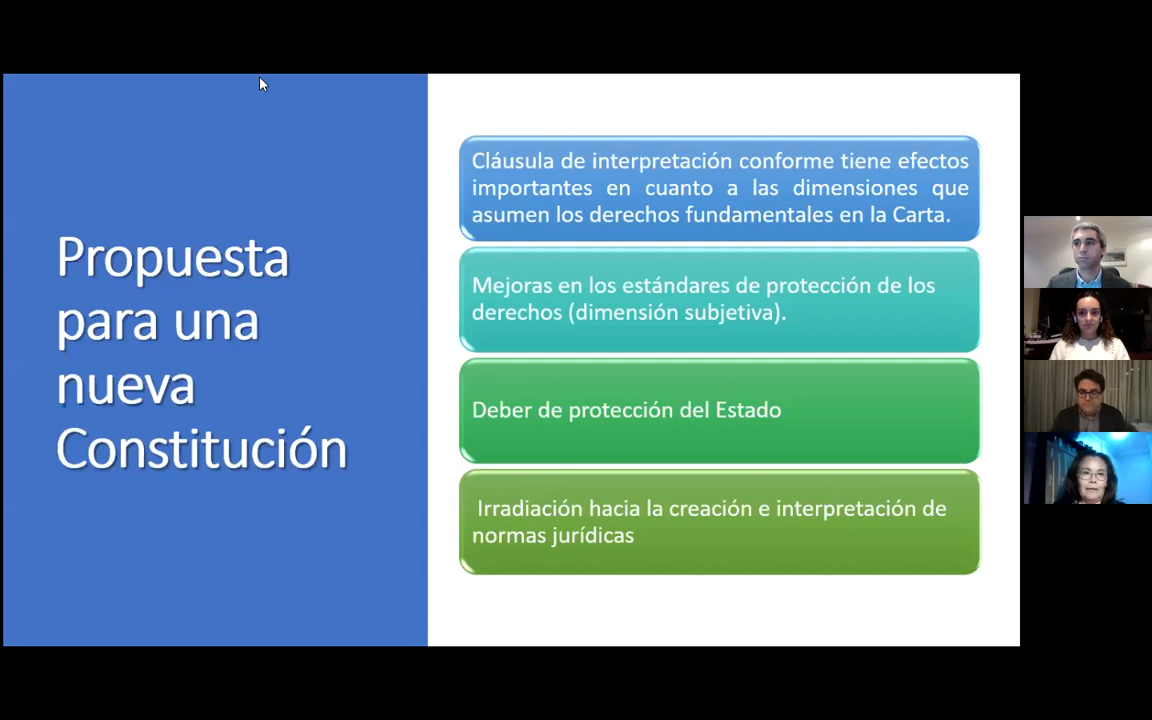 Propuesta
para una
nueva
Constitución
Cláusula de interpretación conforme tiene efectos
importantes en cuanto a las dimensiones que
asumen los derechos fundamentales en la Carta.
Mejoras en los estándares de protección de los
derechos (dimensión subjetiva).
Deber de protección del Estado
Irradiación hacia la creación e interpretación de
normas jurídicas